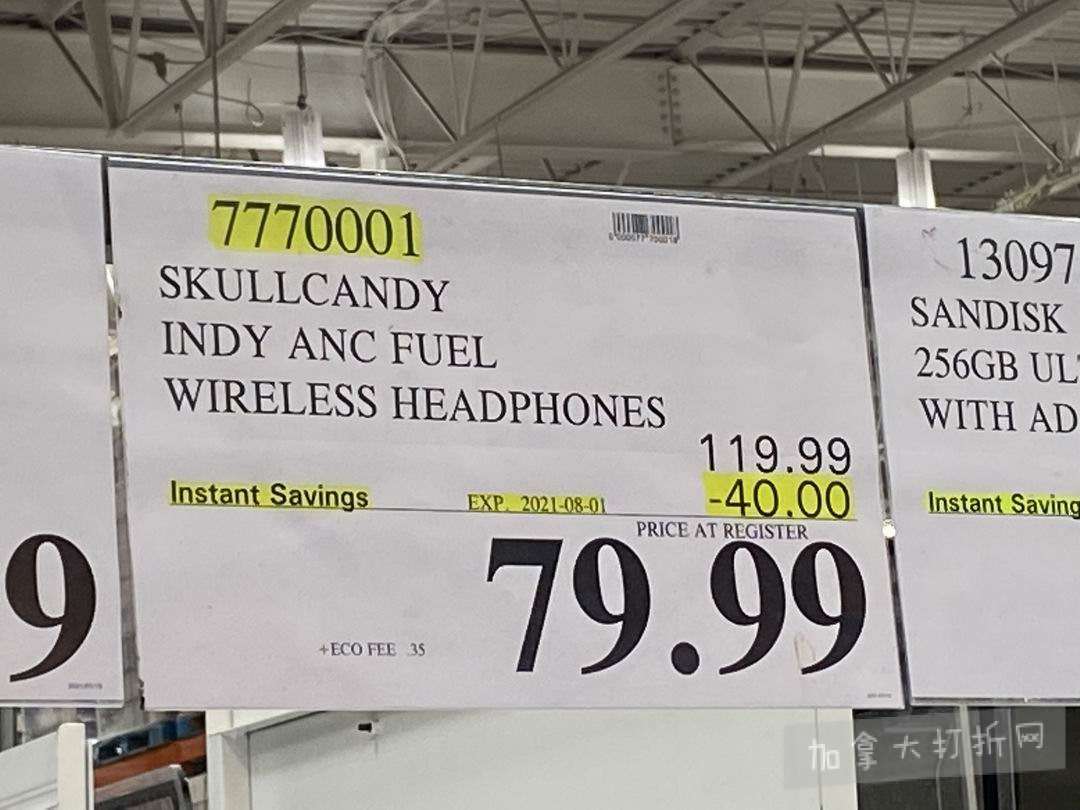 7770001
SKULLCANDY
INDY ANC FUEL
WIRELESS HEADPHONES
119.99
Instant Savings EXP. 2021-08-01 -40.00
PRICE AT REGISTER
79.99
+ECO FEE .35
9
13097
SANDISK
256GB UL
WITH AD
Instant Saving
加拿大打折网